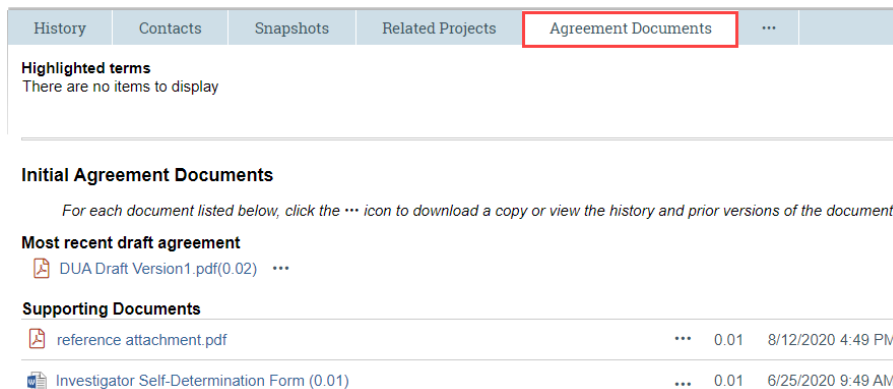 History Contacts Snapshots Related Projects Agreement Documents ···
Highlighted terms
There are no items to display
Initial Agreement Documents
For each document listed below, click the ··· icon to download a copy or view the history and prior versions of the document
Most recent draft agreement
DUA Draft Version1.pdf(0.02) ···
Supporting Documents
reference attachment.pdf ··· 0.01 8/12/2020 4:49 PM
Investigator Self-Determination Form (0.01) ··· 0.01 6/25/2020 9:49 AM